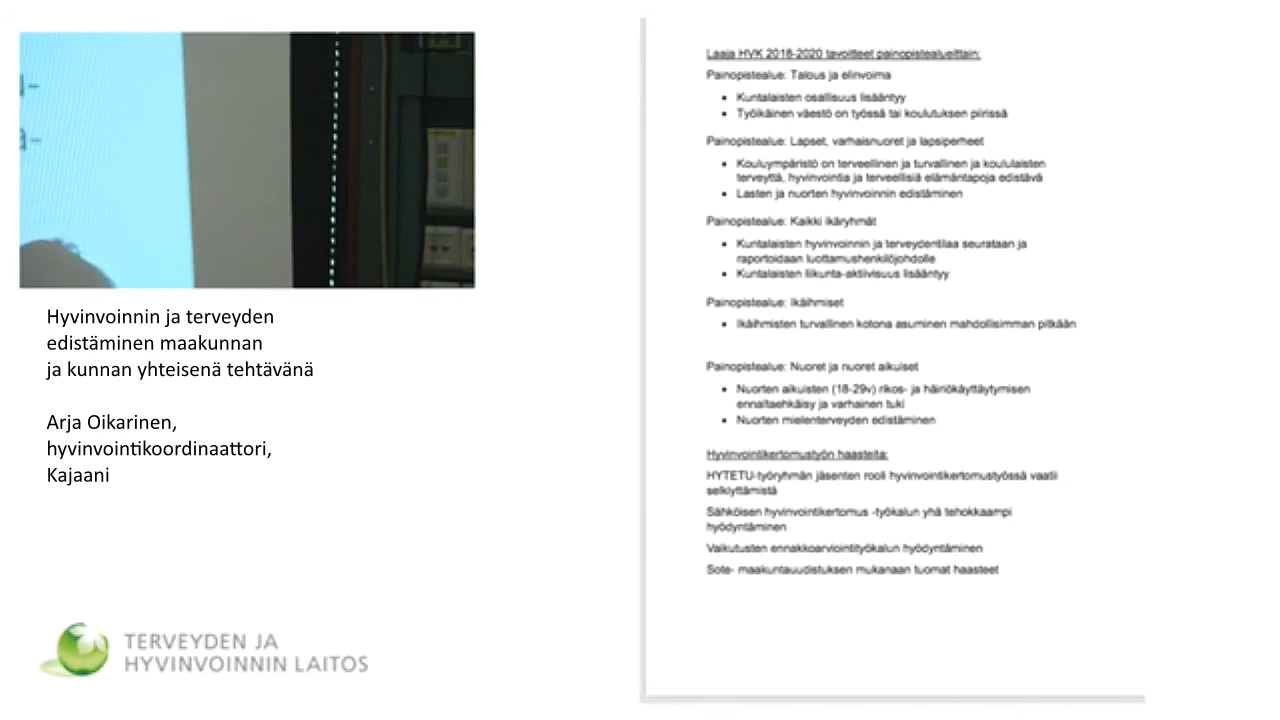 Hyvinvoinnin ja terveyden
edistäminen maakunnan
ja kunnan yhteisenä tehtävänä
Arja Oikarinen,
hyvinvointikoordinaattori,
Kajaani
TERVEYDEN JA
HYVINVOINNIN LAITOS
Laaja HVK 2018-2020 tavoitteet painopistealueittain:
Painopistealue: Talous ja elinvoima
• Kuntalaisten osallisuus lisääntyy
• Työikäinen väestö on työssä tai koulutuksen piirissä
Painopistealue: Lapset, varhaisnuoret ja lapsiperheet
• Kouluympäristö on terveellinen ja turvallinen ja koululaisten
terveyttä, hyvinvointia ja terveellisiä elämäntapoja edistävä
• Lasten ja nuorten hyvinvoinnin edistäminen
Painopistealue: Kaikki ikäryhmät
• Kuntalaisten hyvinvoinnin ja terveydentilaa seurataan ja
raportoidaan luottamushenkilöjohdolle
• Kuntalaisten liikunta-aktiivisuus lisääntyy
Painopistealue: Ikäihmiset
• Ikäihmisten turvallinen kotona asuminen mahdollisimman pitkään
Painopistealue: Nuoret ja nuoret aikuiset
• Nuorten aikuisten (18-29v) rikos- ja häiriökäyttäytymisen
ennaltaehkäisy ja varhainen tuki
• Nuorten mielenterveyden edistäminen
Hyvinvointikertomustyön haasteita:
HYTETU-työryhmän jäsenten rooli hyvinvointikertomustyössä vaatii
selkiyttämistä
Sähköisen hyvinvointikertomus -työkalun yhä tehokkaampi
hyödyntäminen
Vaikutusten ennakkoarviointityökalun hyödyntäminen
Sote- maakuntauudistuksen mukanaan tuomat haasteet